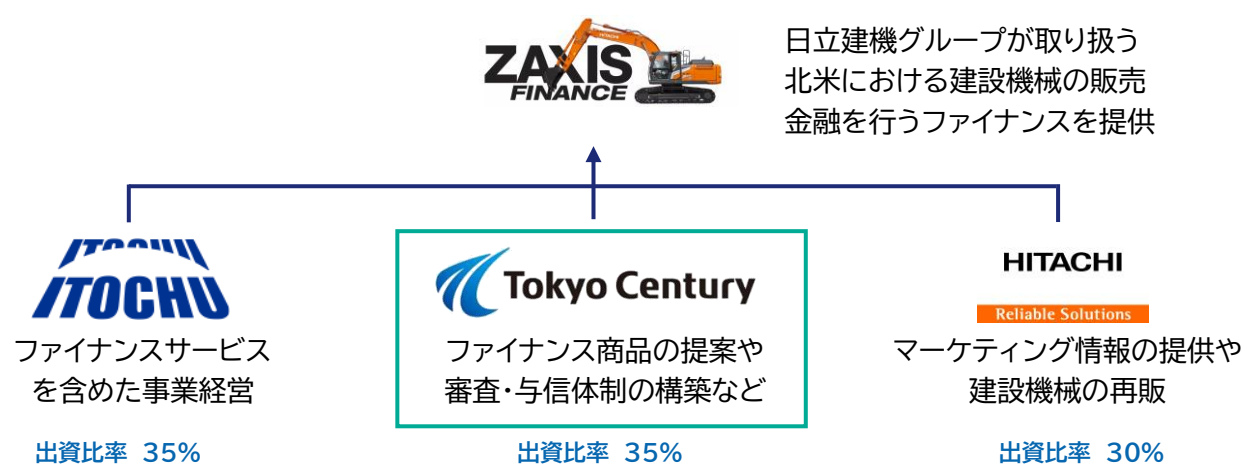 ZAXIS
FINANCE
日立建機グループが取り扱う
北米における建設機械の販売
金融を行うファイナンスを提供
ITOCHU
ITOCHU
ファイナンスサービス
を含めた事業経営
出資比率 35%
Tokyo Century
ファイナンス商品の提案や
審査・与信体制の構築など
出資比率 35%
HITACHI
Reliable Solutions
マーケティング情報の提供や
建設機械の再販
出資比率 30%